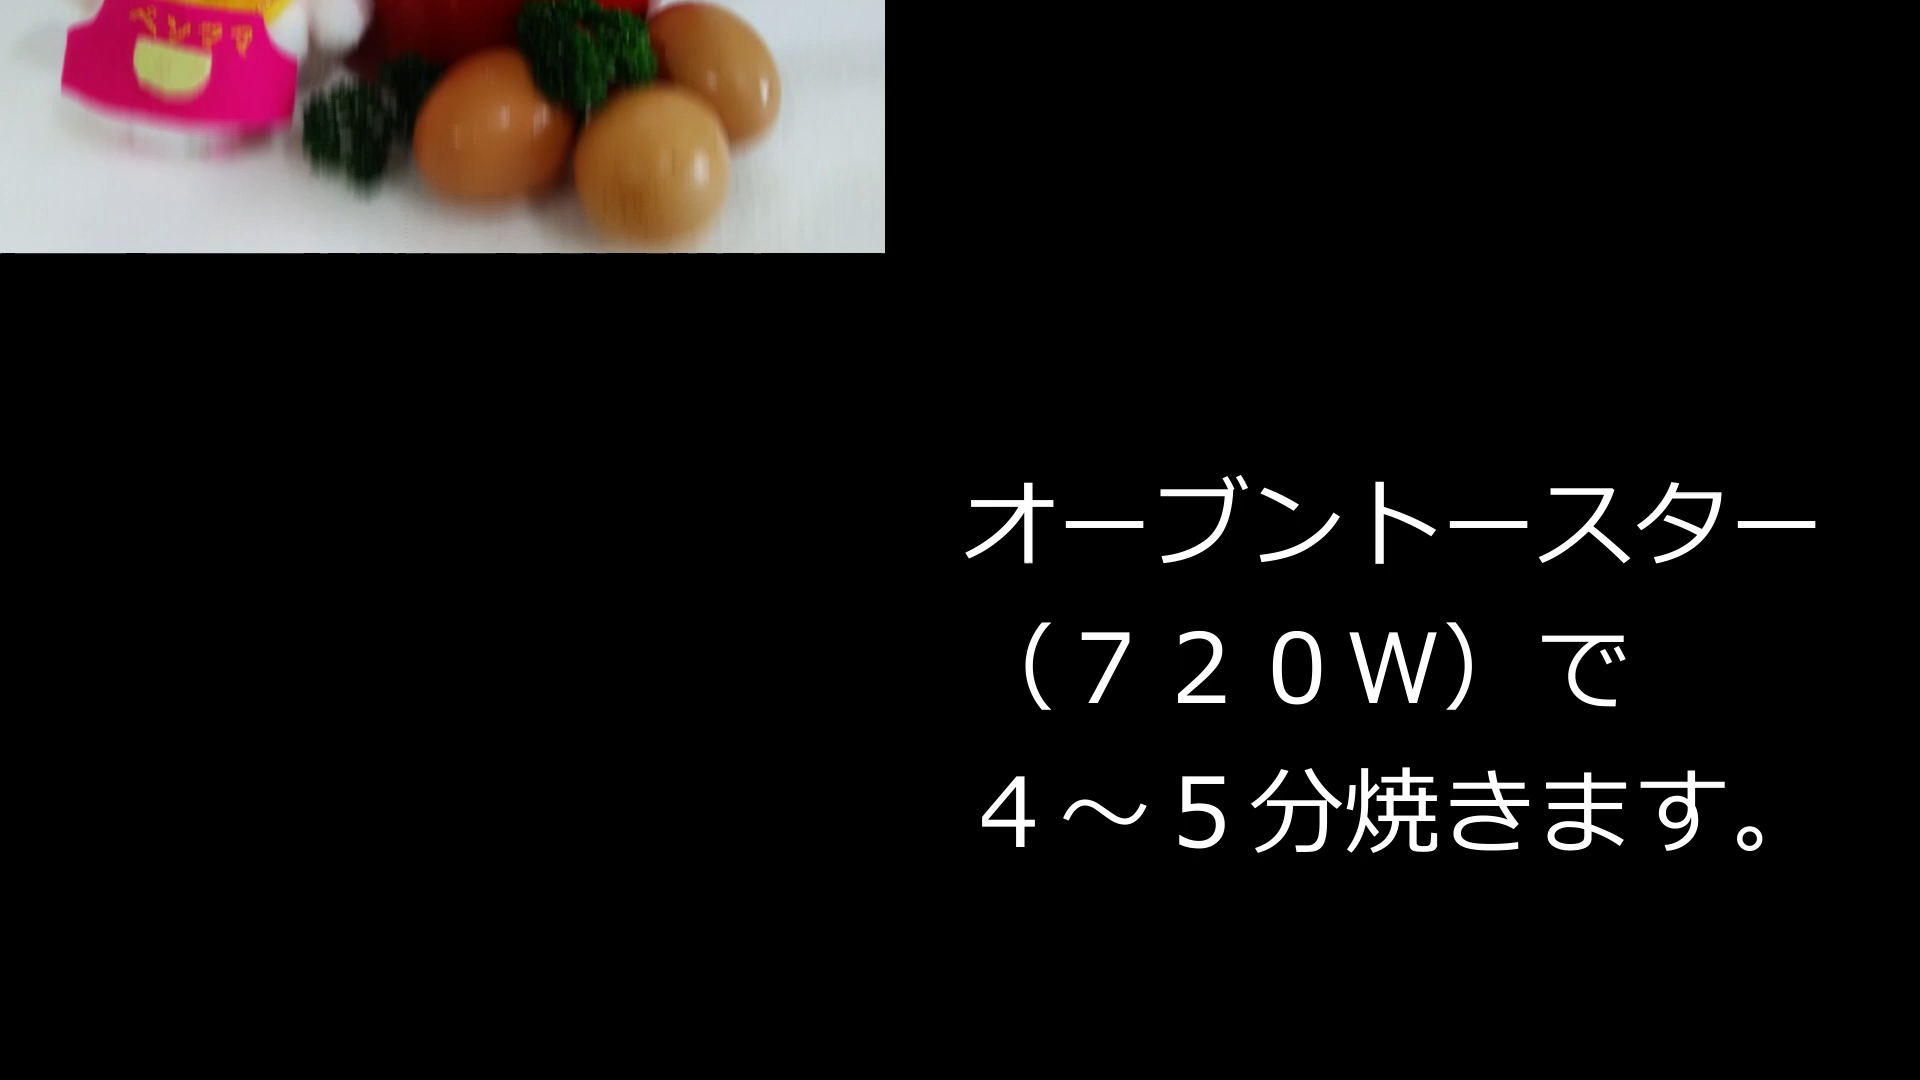 オーブントースター
（７２０Ｗ）で
４～５分焼きます。